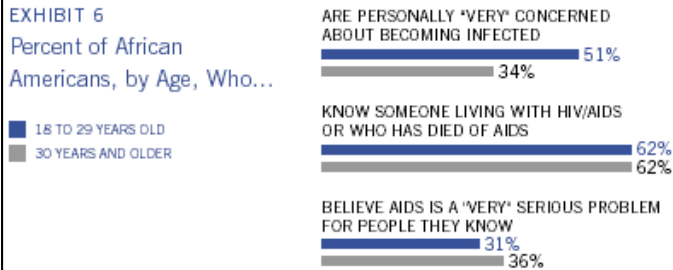 EXHIBIT 6
Percent of African
Americans, by Age, Who...
18 TO 29 YEARS OLD
30 YEARS AND OLDER
ARE PERSONALLY "VERY" CONCERNED
ABOUT BECOMING INFECTED
51%
34%
KNOW SOMEONE LIVING WITH HIV/AIDS
OR WHO HAS DIED OF AIDS
62%
62%
BELIEVE AIDS IS A "VERY" SERIOUS PROBLEM
FOR PEOPLE THEY KNOW
31%
36%